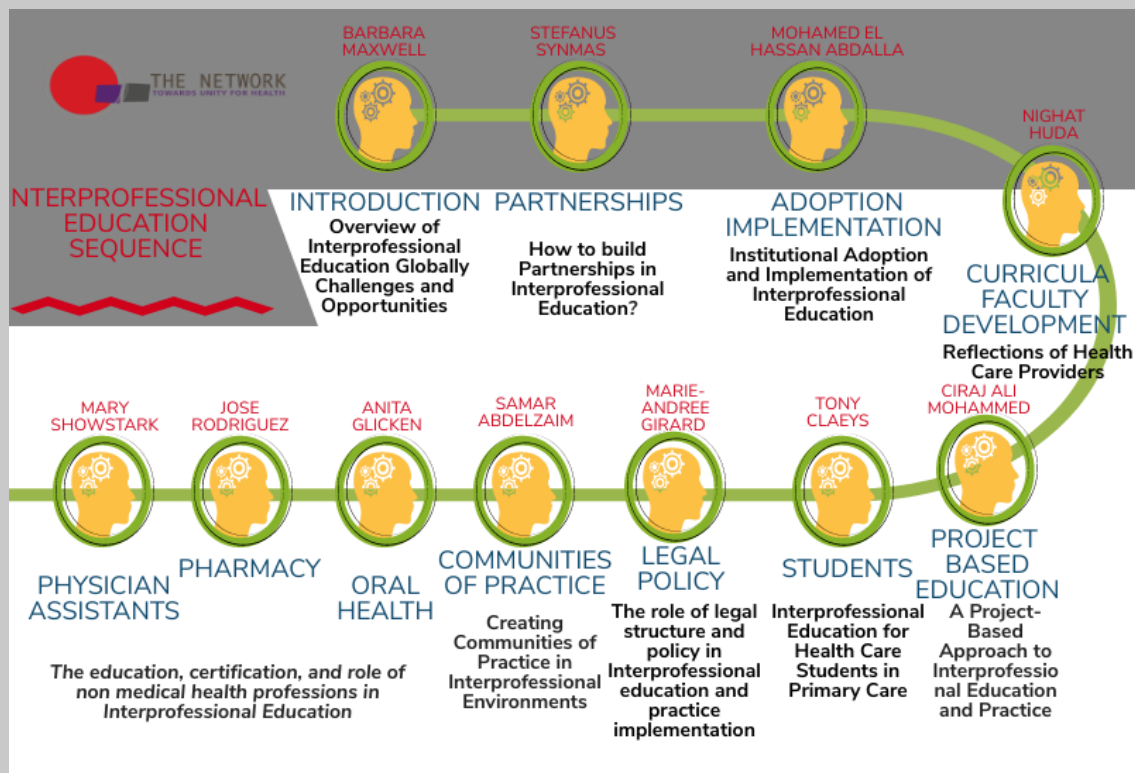 THE NETWORK
TOWARDS UNITY FOR HEALTH
NTERPROFESSIONAL
EDUCATION
SEQUENCE
BARBARA
MAXWELL
INTRODUCTION
Overview of
Interprofessional
Education Globally
Challenges and
Opportunities
STEFANUS
SYNMAS
PARTNERSHIPS
How to build
Partnerships in
Interprofessional
Education?
MOHAMED EL
HASSAN ABDALLA
ADOPTION
IMPLEMENTATION
Institutional Adoption
and Implementation of
Interprofessional
Education
NIGHAT
HUDA
CURRICULA
FACULTY
DEVELOPMENT
Reflections of Health
Care Providers
CIRAJ ALI
MOHAMMED
PROJECT
BASED
EDUCATION
A Project-
Based
Approach to
Interprofessio
nal Education
and Practice
TONY
CLAEYS
STUDENTS
Interprofessional
Education for
Health Care
Students in
Primary Care
MARIE-
ANDREE
GIRARD
LEGAL
POLICY
The role of legal
structure and
policy in
Interprofessional
education and
practice
implementation
SAMAR
ABDELZAIM
COMMUNITIES
OF PRACTICE
Creating
Communities of
Practice in
Interprofessional
Environments
ANITA
GLICKEN
ORAL
HEALTH
JOSE
RODRIGUEZ
PHARMACY
MARY
SHOWSTARK
PHYSICIAN
ASSISTANTS
The education, certification, and role of
non medical health professions in
Interprofessional Education